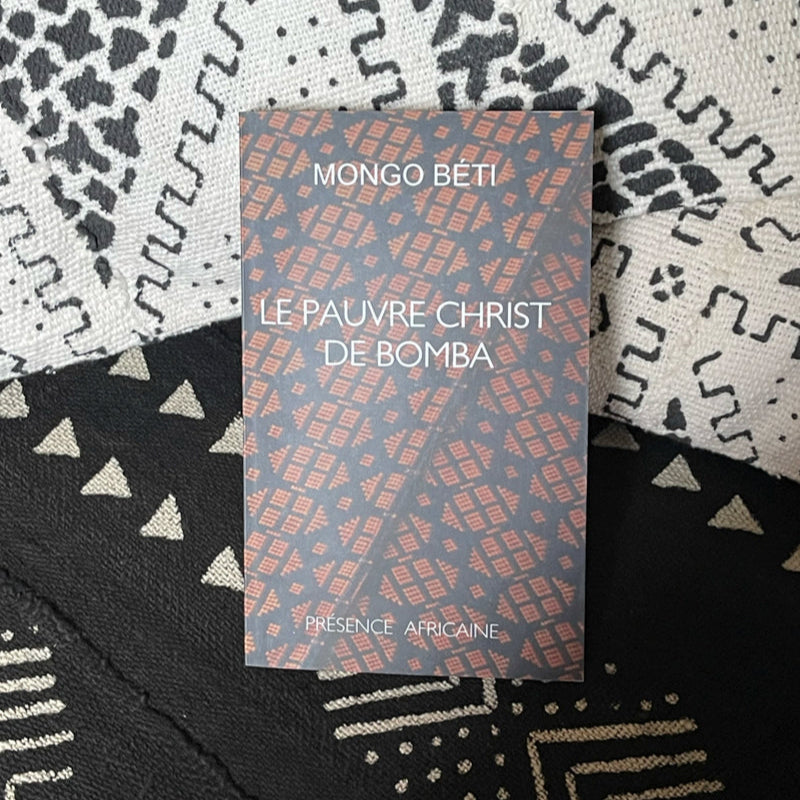 MONGO BÉTI
LE PAUVRE CHRIST
DE BOMBA
PRÉSENCE AFRICAINE